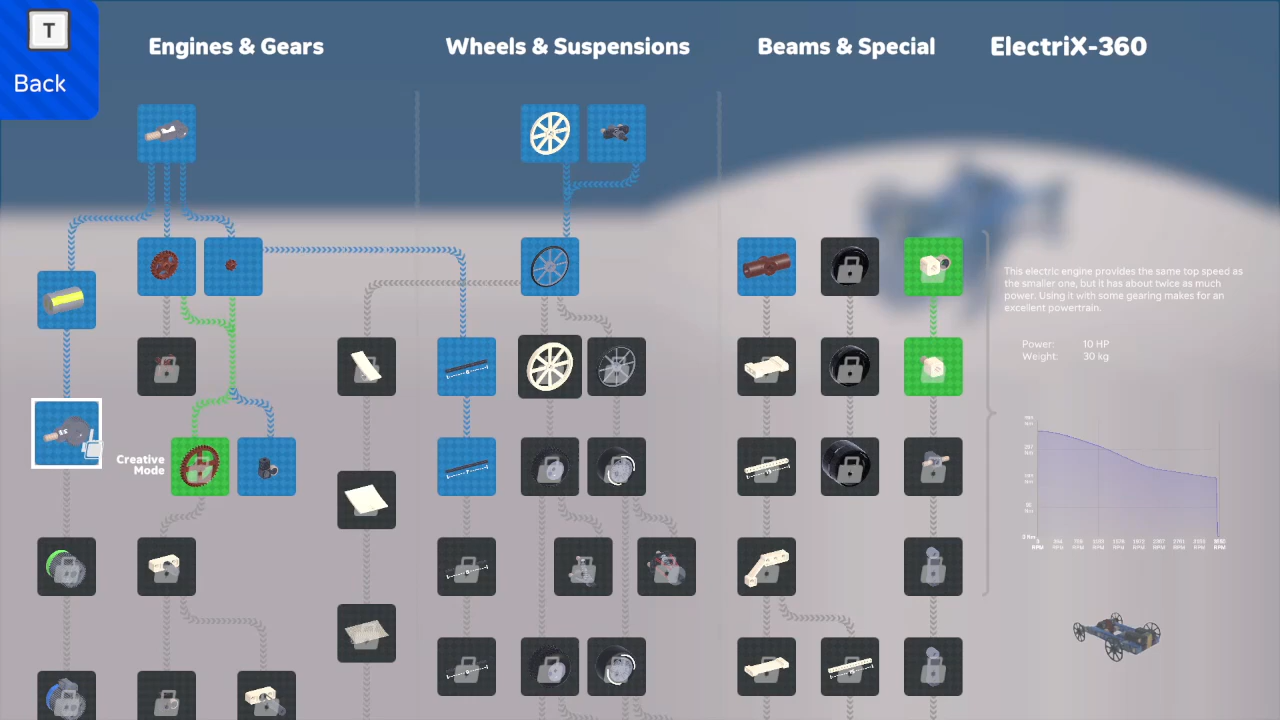 T
Back
Engines & Gears
Wheels & Suspensions
Beams & Special
ElectriX-360
This electric engine provides the same top speed as
the smaller one, but it has about twice as much
power. Using it with some gearing makes for an
excellent powertrain.
Power: 10 HP
Weight: 30 kg
Creative
Mode